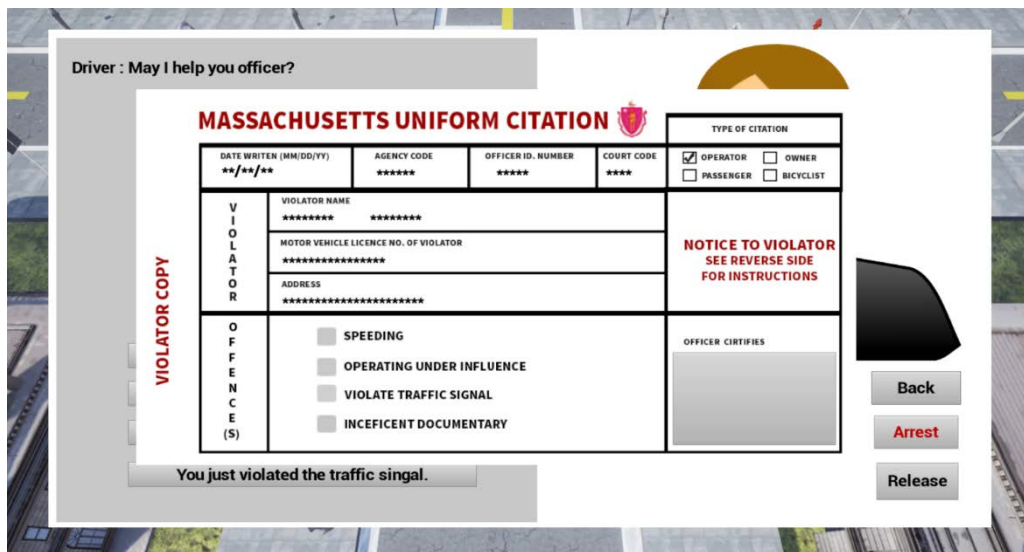 Driver : May I help you officer?
MASSACHUSETTS UNIFORM CITATION
TYPE OF CITATION
DATE WRITEN (MM/DD/YY)
**/**/**
AGENCY CODE
******
OFFICER ID. NUMBER
*****
COURT CODE
****
OPERATOR
OWNER
PASSENGER
BICYCLIST
VIOLATOR COPY
VIOLATOR
VIOLATOR NAME
******** ********
MOTOR VEHICLE LICENCE NO. OF VIOLATOR
****************
ADDRESS
**********************
NOTICE TO VIOLATOR
SEE REVERSE SIDE
FOR INSTRUCTIONS
OFFENCE(S)
SPEEDING
OPERATING UNDER INFLUENCE
VIOLATE TRAFFIC SIGNAL
INCEFICENT DOCUMENTARY
OFFICER CIRTIFIES
Back
Arrest
Release
You just violated the traffic singal.